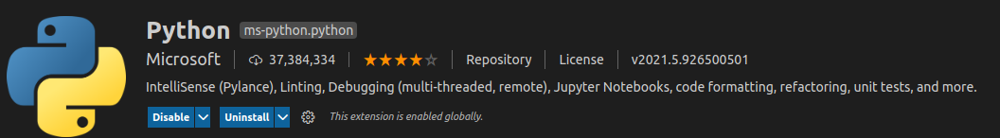 Python ms-python.python
Microsoft 37,384,334 Repository License v2021.5.926500501
IntelliSense (Pylance), Linting, Debugging (multi-threaded, remote), Jupyter Notebooks, code formatting, refactoring, unit tests, and more.
Disable Uninstall This extension is enabled globally.